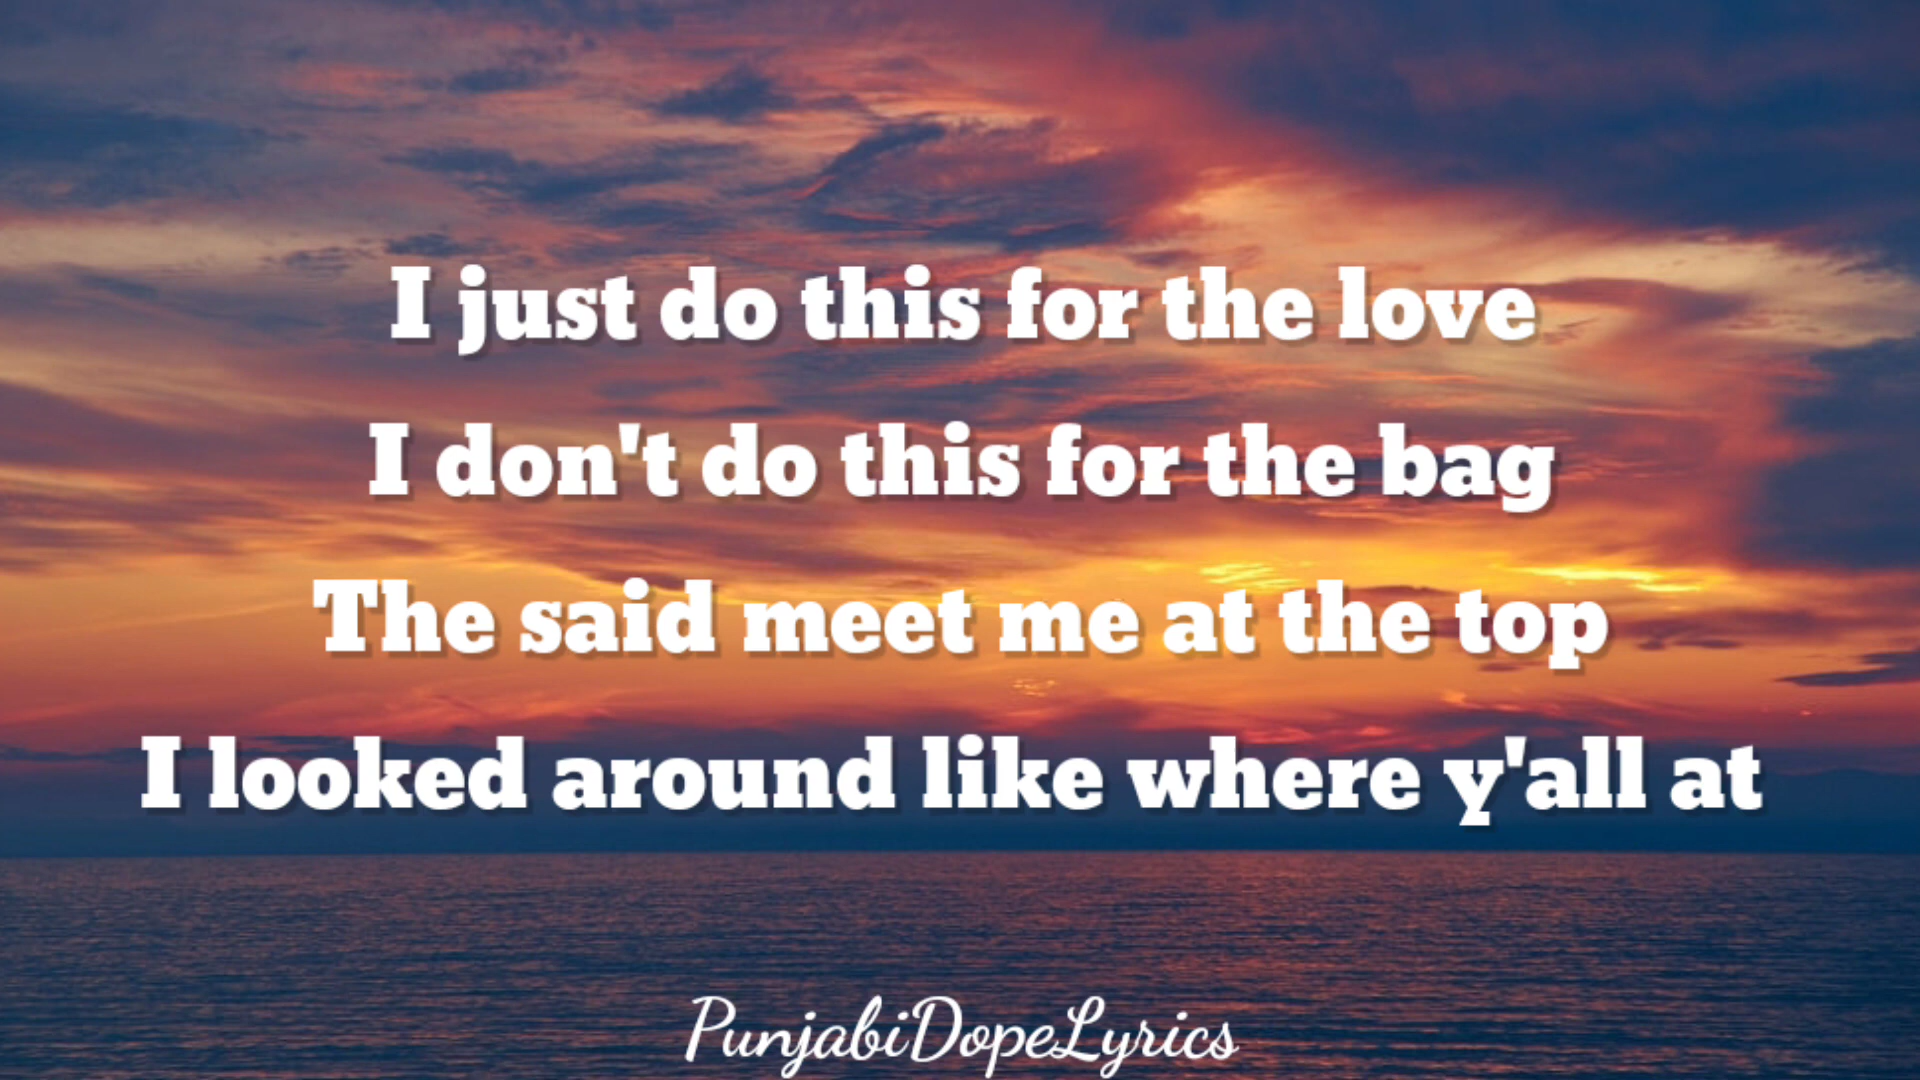 I just do this for the love
I don't do this for the bag
The said meet me at the top
I looked around like where y'all at
PunjabiDopeLyrics